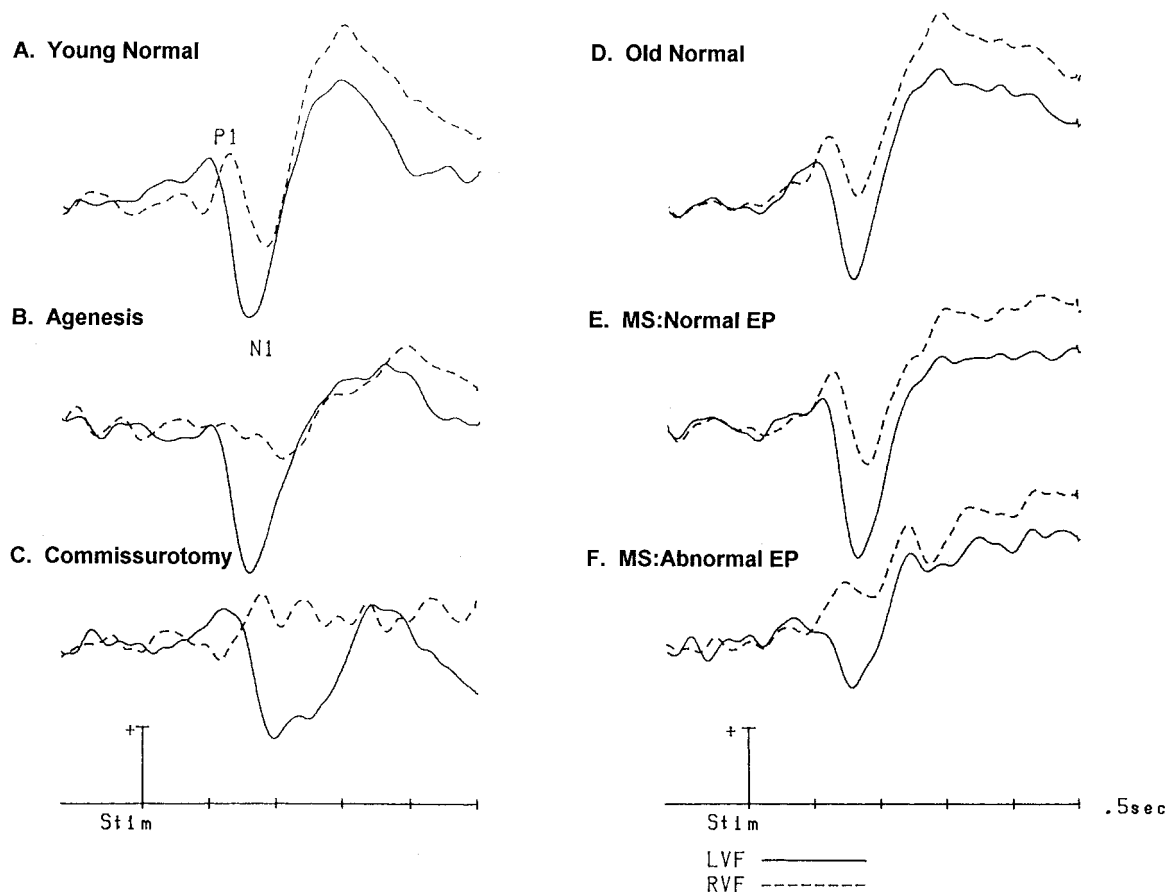 A. Young Normal
P1
B. Agenesis
N1
C. Commissurotomy
+
Stim
D. Old Normal
E. MS:Normal EP
F. MS:Abnormal EP
+
Stim
.5sec
LVF
RVF